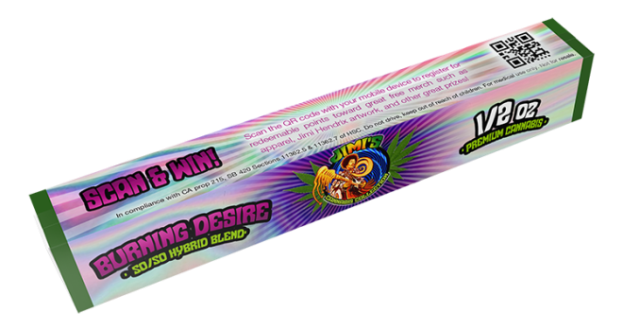 SCAN & WIN!
Scan the QR code with your mobile device to register for
redeemable points toward great free merch such as
apparel, Jimi Hendrix artwork, and other great prizes!
In compliance with CA prop 215, SB 420 Sections 11362.5 & 11362.7 of HSC. Do not drive, keep out of reach of children. For medical use only. Not for resale.
BURNING DESIRE
• 50/50 HYBRID BLEND •
JIMI'S
1/2 OZ
• PREMIUM CANNABIS •